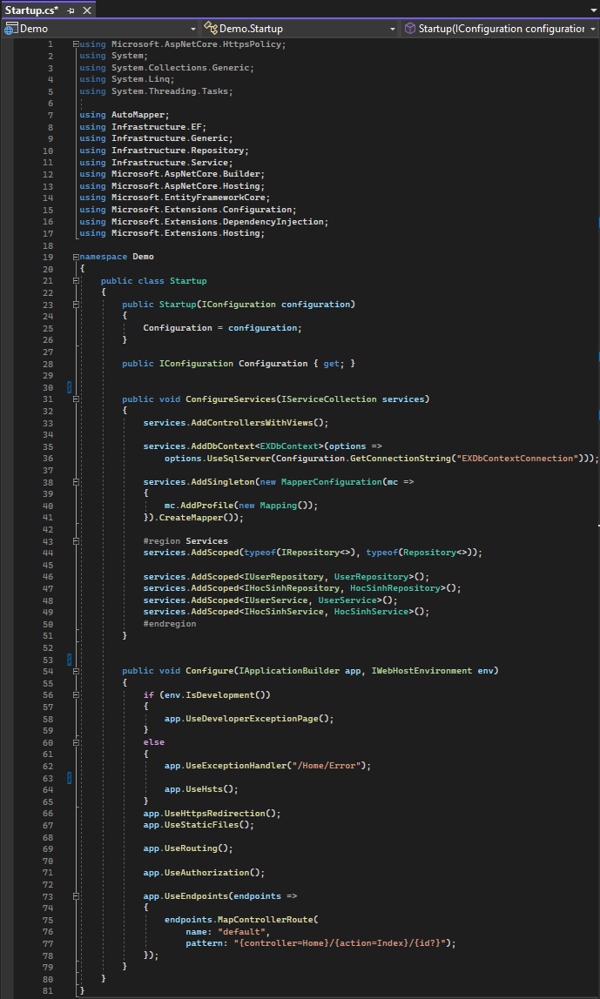 Startup.cs*
Demo Demo.Startup Startup(IConfiguration configuration
1 using Microsoft.AspNetCore.HttpsPolicy;
2 using System;
3 using System.Collections.Generic;
4 using System.Linq;
5 using System.Threading.Tasks;
6
7 using AutoMapper;
8 using Infrastructure.EF;
9 using Infrastructure.Generic;
10 using Infrastructure.Repository;
11 using Infrastructure.Service;
12 using Microsoft.AspNetCore.Builder;
13 using Microsoft.AspNetCore.Hosting;
14 using Microsoft.EntityFrameworkCore;
15 using Microsoft.Extensions.Configuration;
16 using Microsoft.Extensions.DependencyInjection;
17 using Microsoft.Extensions.Hosting;
18
19 namespace Demo
20 {
21 public class Startup
22 {
23 public Startup(IConfiguration configuration)
24 {
25 Configuration = configuration;
26 }
27
28 public IConfiguration Configuration { get; }
29
30
31 public void ConfigureServices(IServiceCollection services)
32 {
33 services.AddControllersWithViews();
34
35 services.AddDbContext<EXDbContext>(options =>
36 options.UseSqlServer(Configuration.GetConnectionString("EXDbContextConnection")));
37
38 services.AddSingleton(new MapperConfiguration(mc =>
39 {
40 mc.AddProfile(new Mapping());
41 }).CreateMapper());
42
43 #region Services
44 services.AddScoped(typeof(IRepository<>), typeof(Repository<>));
45
46 services.AddScoped<IUserRepository, UserRepository>();
47 services.AddScoped<IHocSinhRepository, HocSinhRepository>();
48 services.AddScoped<IUserService, UserService>();
49 services.AddScoped<IHocSinhService, HocSinhService>();
50 #endregion
51 }
52
53
54 public void Configure(IApplicationBuilder app, IWebHostEnvironment env)
55 {
56 if (env.IsDevelopment())
57 {
58 app.UseDeveloperExceptionPage();
59 }
60 else
61 {
62 app.UseExceptionHandler("/Home/Error");
63
64 app.UseHsts();
65 }
66 app.UseHttpsRedirection();
67 app.UseStaticFiles();
68
69 app.UseRouting();
70
71 app.UseAuthorization();
72
73 app.UseEndpoints(endpoints =>
74 {
75 endpoints.MapControllerRoute(
76 name: "default",
77 pattern: "{controller=Home}/{action=Index}/{id?}");
78 });
79 }
80 }
81 }